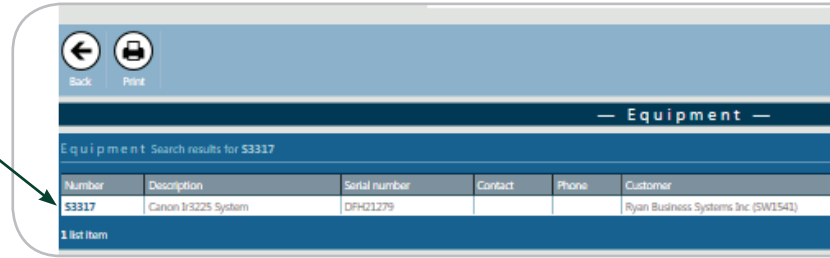 Back Print
— Equipment —
Equipment Search results for S3317
Number Description Serial number Contact Phone Customer
S3317 Canon Ir3225 System DFH21279 Ryan Business Systems Inc (SW1541)
1 list item